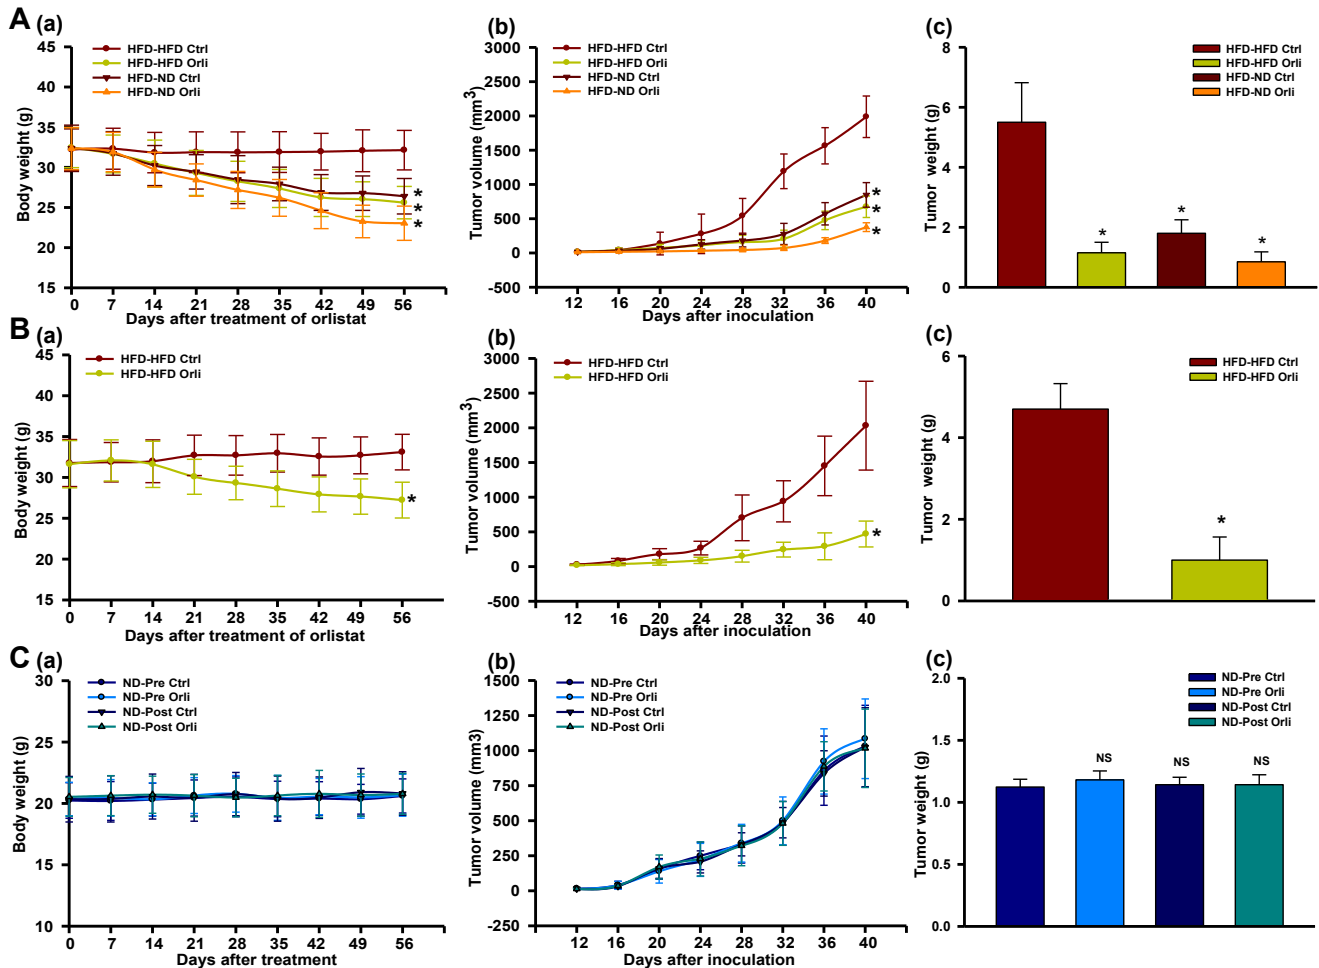 A (a)
HFD-HFD Ctrl
HFD-HFD Orli
HFD-ND Ctrl
HFD-ND Orli
Body weight (g)
45
40
35
30
25
20
15
0 7 14 21 28 35 42 49 56
Days after treatment of orlistat
*
*
*
(b)
HFD-HFD Ctrl
HFD-HFD Orli
HFD-ND Ctrl
HFD-ND Orli
Tumor volume (mm3)
3000
2500
2000
1500
1000
500
0
-500
12 16 20 24 28 32 36 40
Days after inoculation
*
*
*
(c)
HFD-HFD Ctrl
HFD-HFD Orli
HFD-ND Ctrl
HFD-ND Orli
Tumor weight (g)
8
6
4
2
0
* * *
B (a)
HFD-HFD Ctrl
HFD-HFD Orli
Body weight (g)
45
40
35
30
25
20
15
0 7 14 21 28 35 42 49 56
Days after treatment of orlistat
*
(b)
HFD-HFD Ctrl
HFD-HFD Orli
Tumor volume (mm3)
3000
2500
2000
1500
1000
500
0
-500
12 16 20 24 28 32 36 40
Days after inoculation
*
(c)
HFD-HFD Ctrl
HFD-HFD Orli
Tumor weight (g)
6
4
2
0
*
C (a)
ND-Pre Ctrl
ND-Pre Orli
ND-Post Ctrl
ND-Post Orli
Body weight (g)
30
25
20
15
10
0 7 14 21 28 35 42 49 56
Days after treatment
(b)
ND-Pre Ctrl
ND-Pre Orli
ND-Post Ctrl
ND-Post Orli
Tumor volume (mm3)
1500
1250
1000
750
500
250
0
-250
12 16 20 24 28 32 36 40
Days after inoculation
(c)
ND-Pre Ctrl
ND-Pre Orli
ND-Post Ctrl
ND-Post Orli
Tumor weight (g)
2.0
1.5
1.0
0.5
0.0
NS NS NS